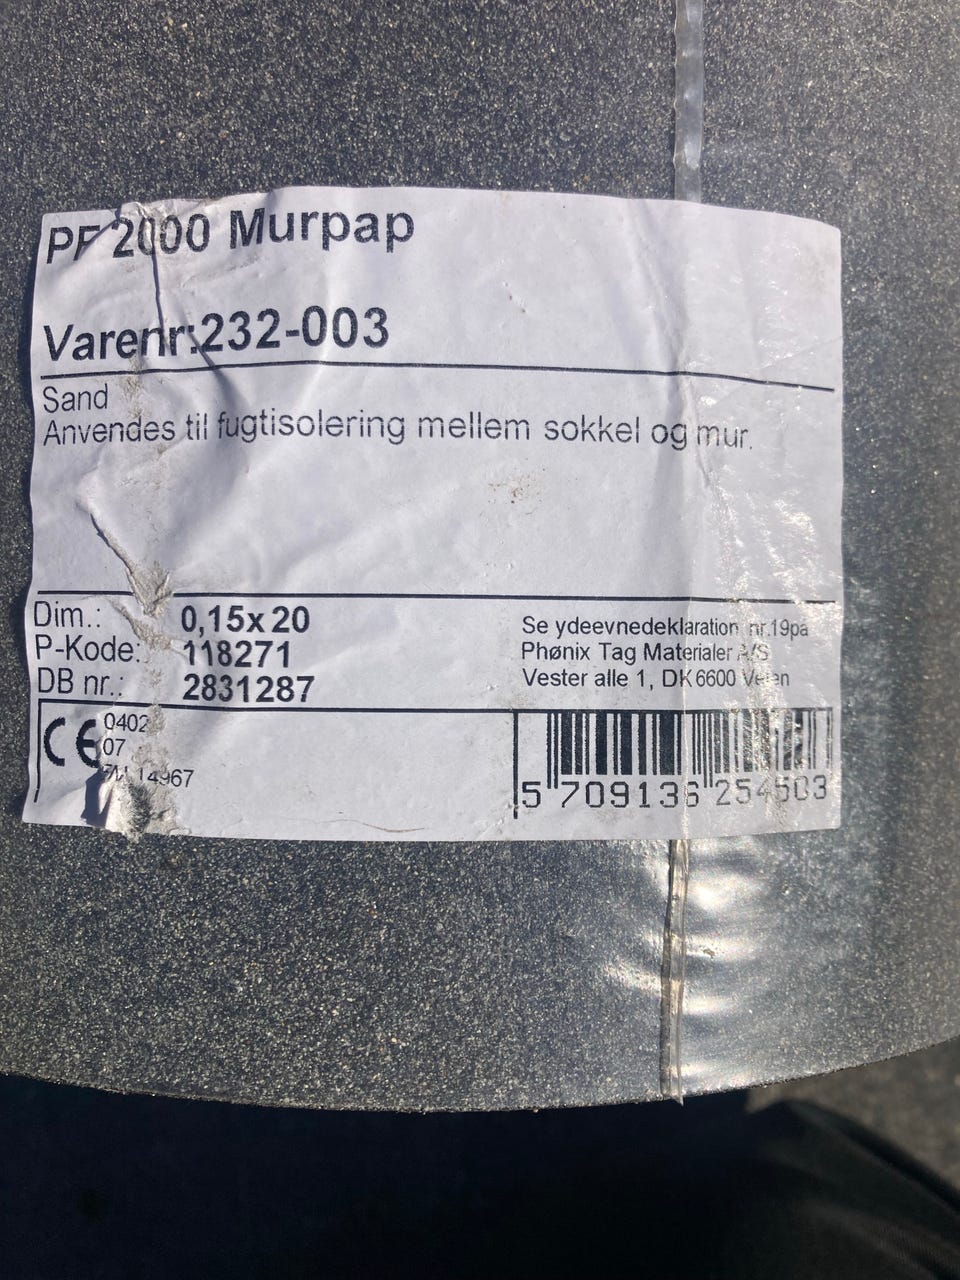 PF 2000 Murpap
Varenr:232-003
Sand
Anvendes til fugtisolering mellem sokkel og mur.
Dim.: 0,15x20
P-Kode: 118271
DB nr.: 2831287
Se ydeevnedeklaration nr.19på
Phønix Tag Materialer A/S
Vester alle 1, DK 6600 Vejen
CE 0402
07
14967
5 709136 254503